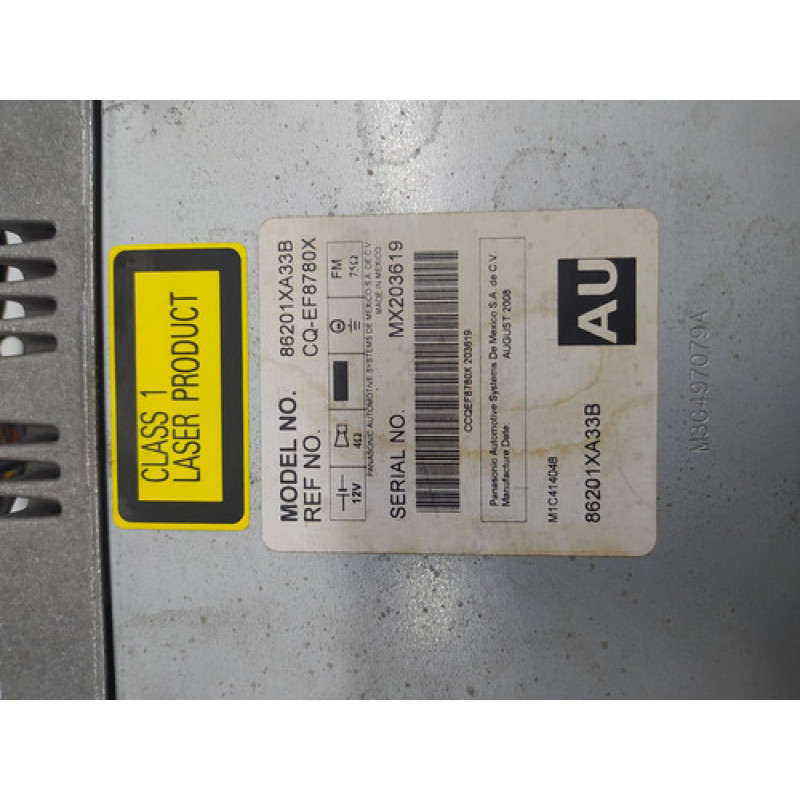 CLASS 1
LASER PRODUCT
MODEL NO. 86201XA33B
REF NO. CQ-EF8780X
12V 4Ω FM 75Ω
PANASONIC AUTOMOTIVE SYSTEMS DE MEXICO S.A. DE C.V.
MADE IN MEXICO
SERIAL NO. MX203619
CCQEF8780X 203619
Panasonic Automotive Systems De Mexico S.A. de C.V.
Manufacture Date: AUGUST 2008
M1C414048
86201XA33B
AU
M3G497079A